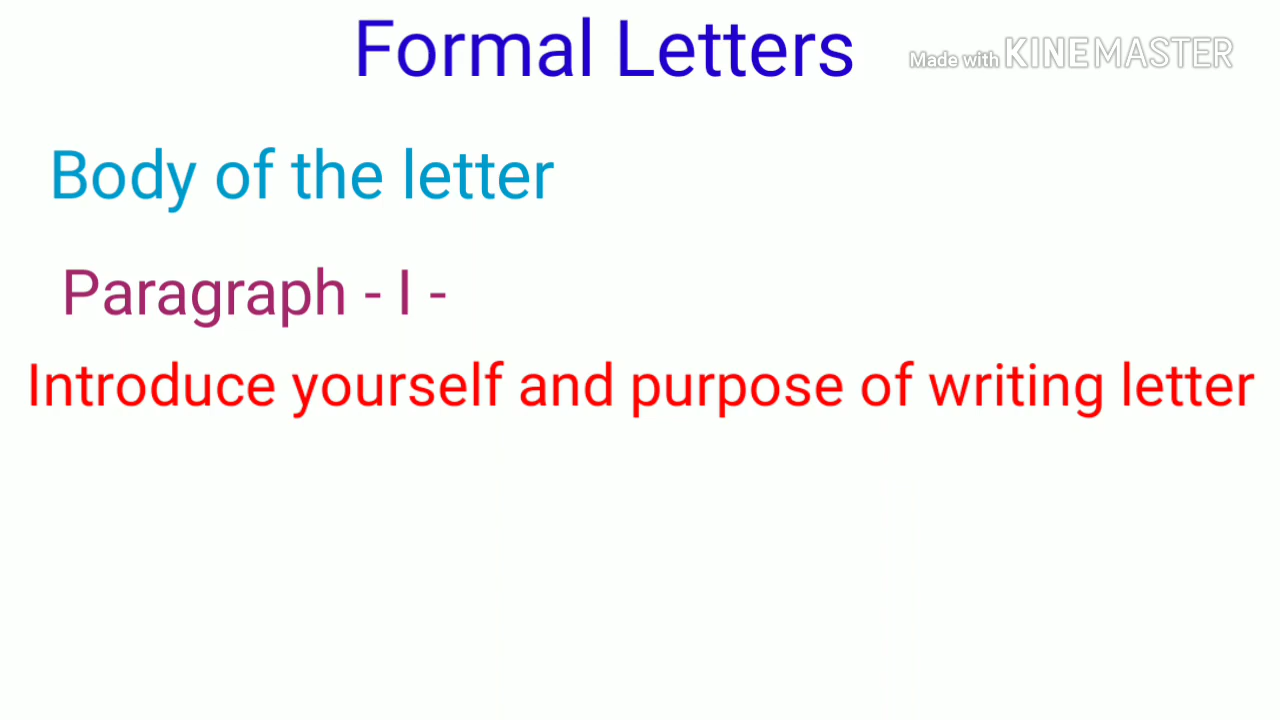 Formal Letters
Made with KINEMASTER
Body of the letter
Paragraph - I -
Introduce yourself and purpose of writing letter